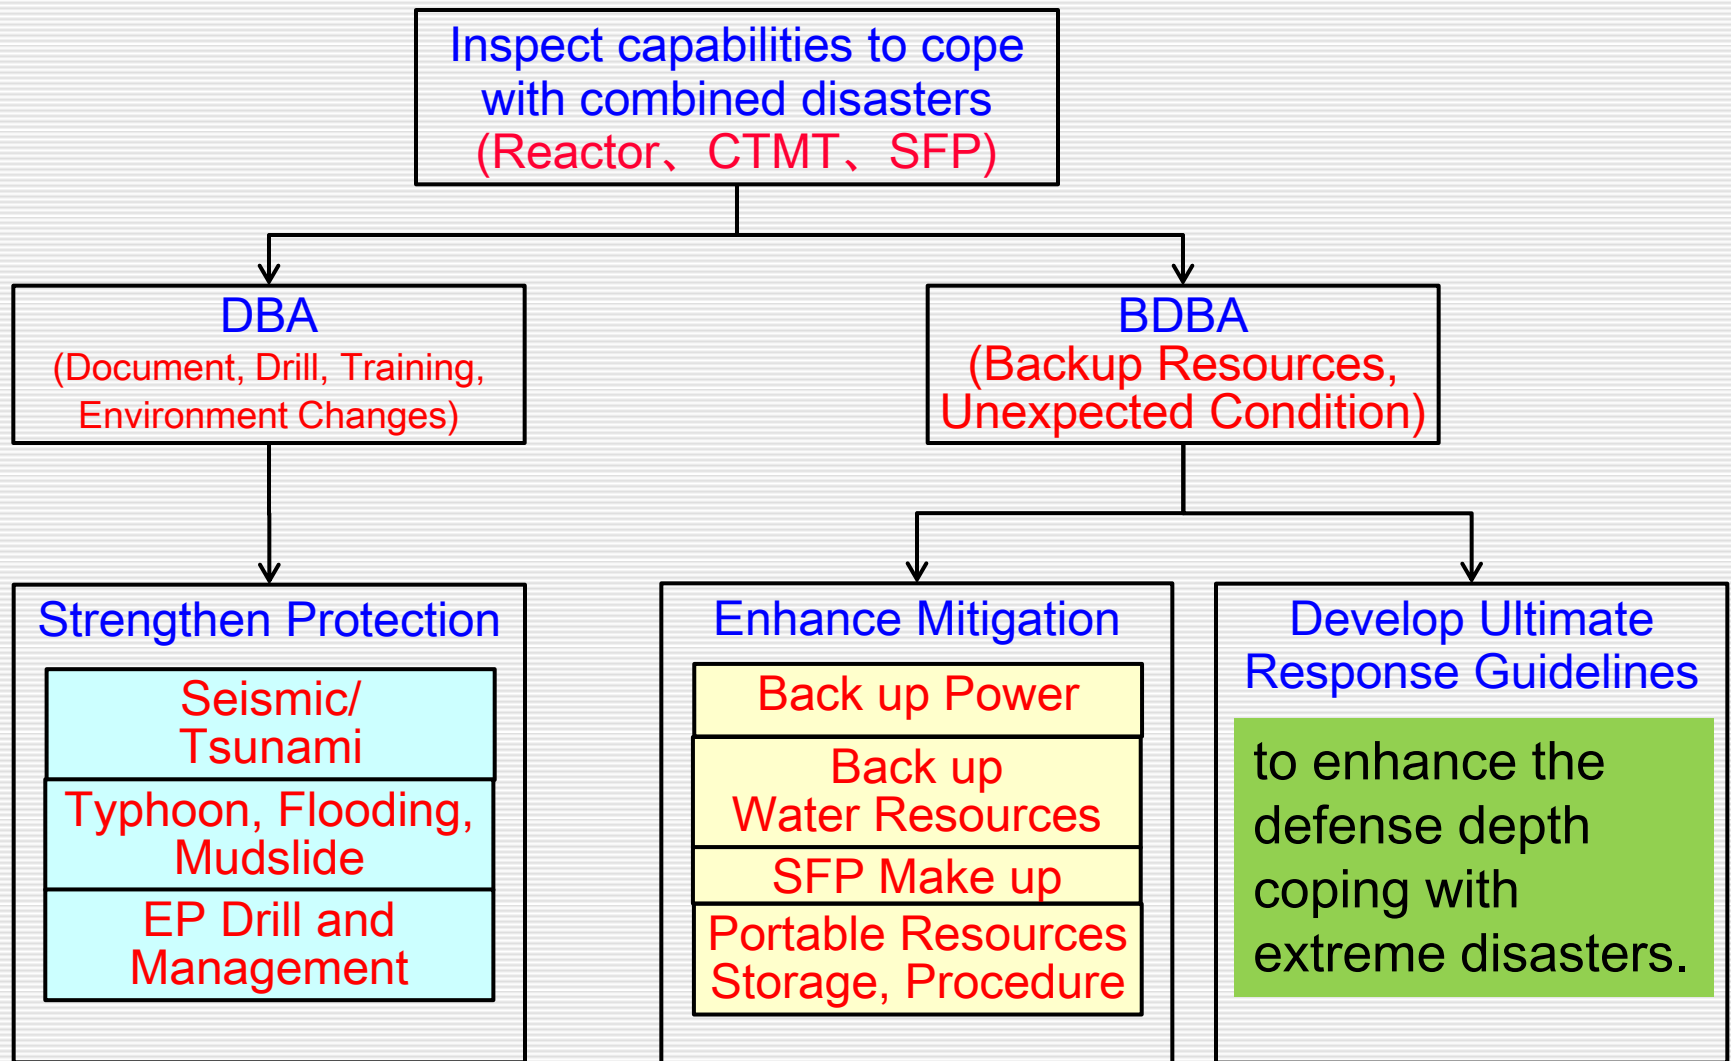 Inspect capabilities to cope
with combined disasters
(Reactor、CTMT、SFP)
DBA
(Document, Drill, Training,
Environment Changes)
BDBA
(Backup Resources,
Unexpected Condition)
Strengthen Protection
Seismic/
Tsunami
Typhoon, Flooding,
Mudslide
EP Drill and
Management
Enhance Mitigation
Back up Power
Back up
Water Resources
SFP Make up
Portable Resources
Storage, Procedure
Develop Ultimate
Response Guidelines
to enhance the
defense depth
coping with
extreme disasters.